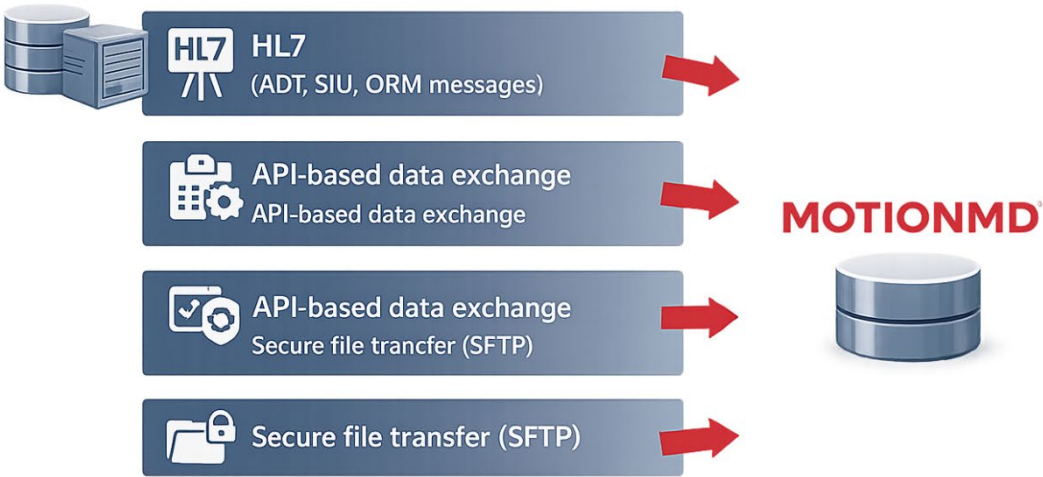 HL7
HL7
(ADT, SIU, ORM messages)
API-based data exchange
API-based data exchange
MOTIONMD
API-based data exchange
Secure file trancfer (SFTP)
Secure file transfer (SFTP)